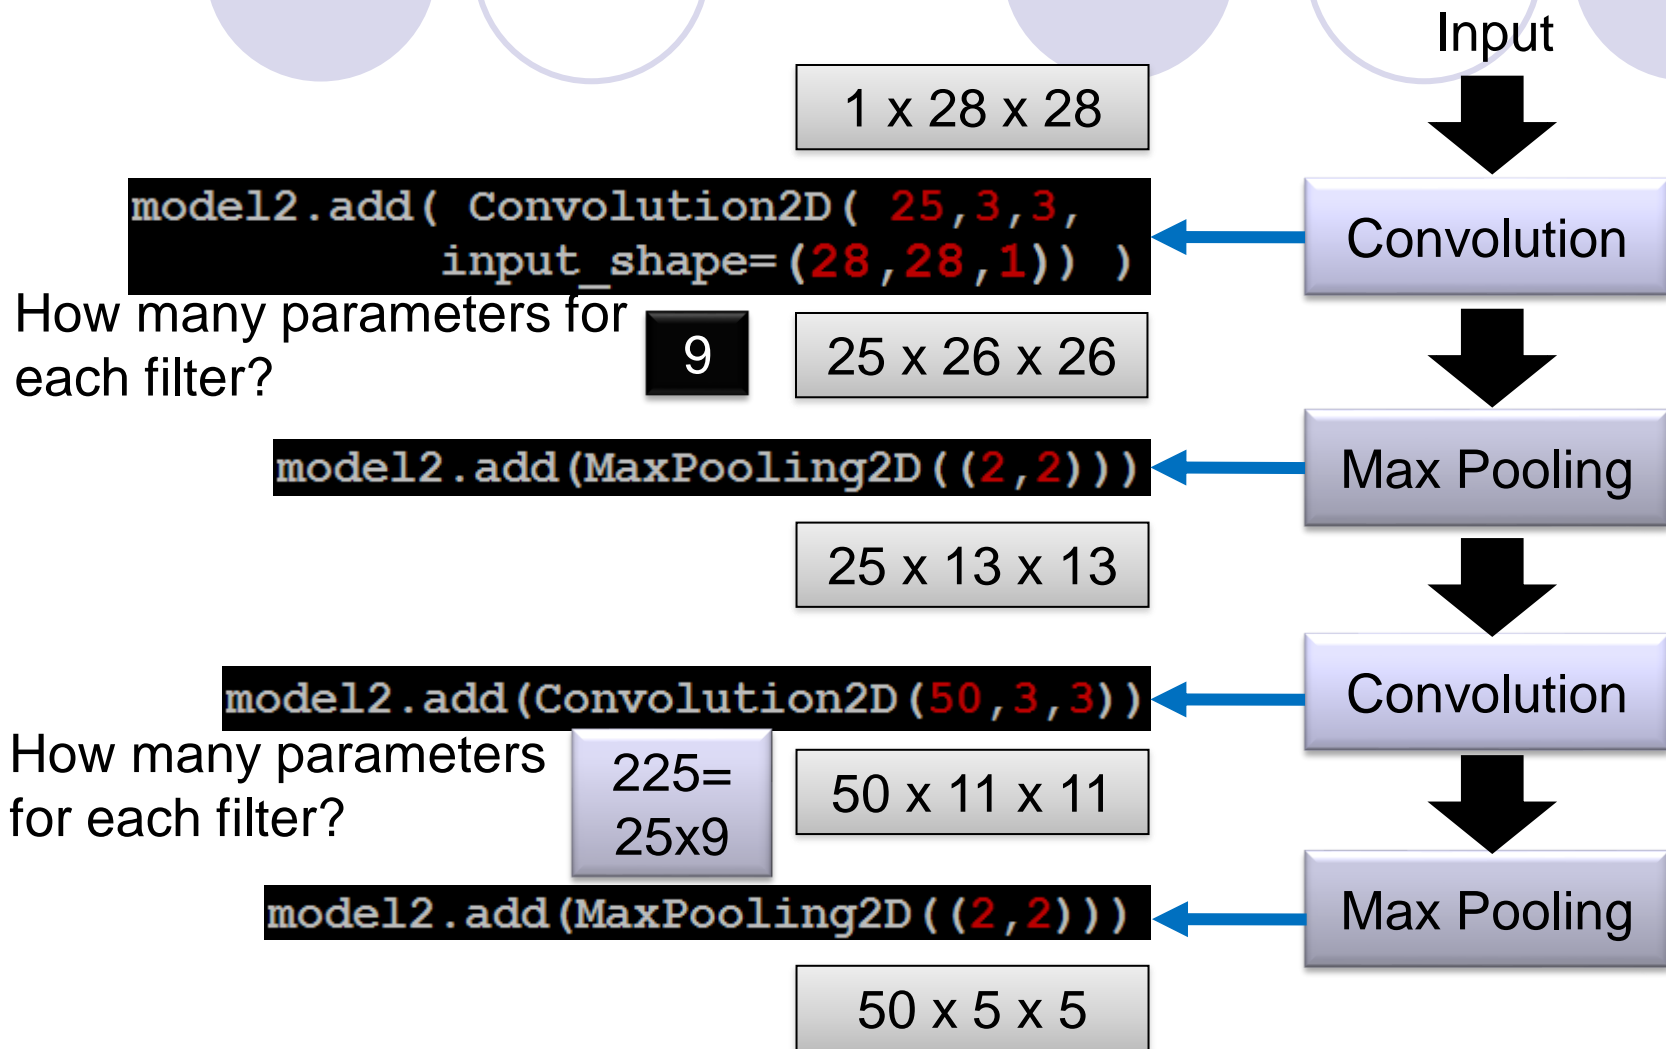 Input
1 x 28 x 28
model2.add( Convolution2D( 25,3,3,
input_shape=(28,28,1)) )
Convolution
How many parameters for
each filter?
9
25 x 26 x 26
model2.add(MaxPooling2D((2,2)))
Max Pooling
25 x 13 x 13
model2.add(Convolution2D(50,3,3))
Convolution
How many parameters
for each filter?
225=
25x9
50 x 11 x 11
model2.add(MaxPooling2D((2,2)))
Max Pooling
50 x 5 x 5